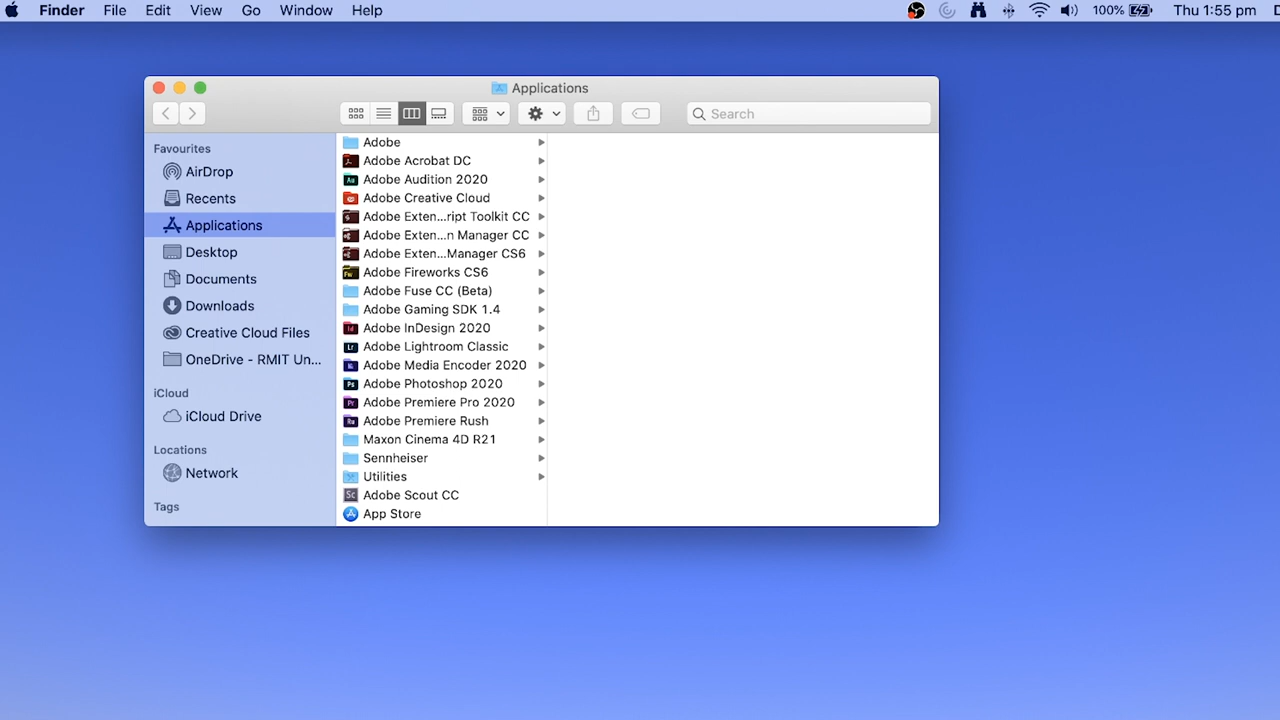 Finder File Edit View Go Window Help 100% Thu 1:55 pm
Applications
Search
Favourites
AirDrop
Recents
Applications
Desktop
Documents
Downloads
Creative Cloud Files
OneDrive - RMIT Un...
iCloud
iCloud Drive
Locations
Network
Tags
Adobe
Adobe Acrobat DC
Adobe Audition 2020
Adobe Creative Cloud
Adobe Exten...ript Toolkit CC
Adobe Exten...n Manager CC
Adobe Exten...Manager CS6
Adobe Fireworks CS6
Adobe Fuse CC (Beta)
Adobe Gaming SDK 1.4
Adobe InDesign 2020
Adobe Lightroom Classic
Adobe Media Encoder 2020
Adobe Photoshop 2020
Adobe Premiere Pro 2020
Adobe Premiere Rush
Maxon Cinema 4D R21
Sennheiser
Utilities
Adobe Scout CC
App Store